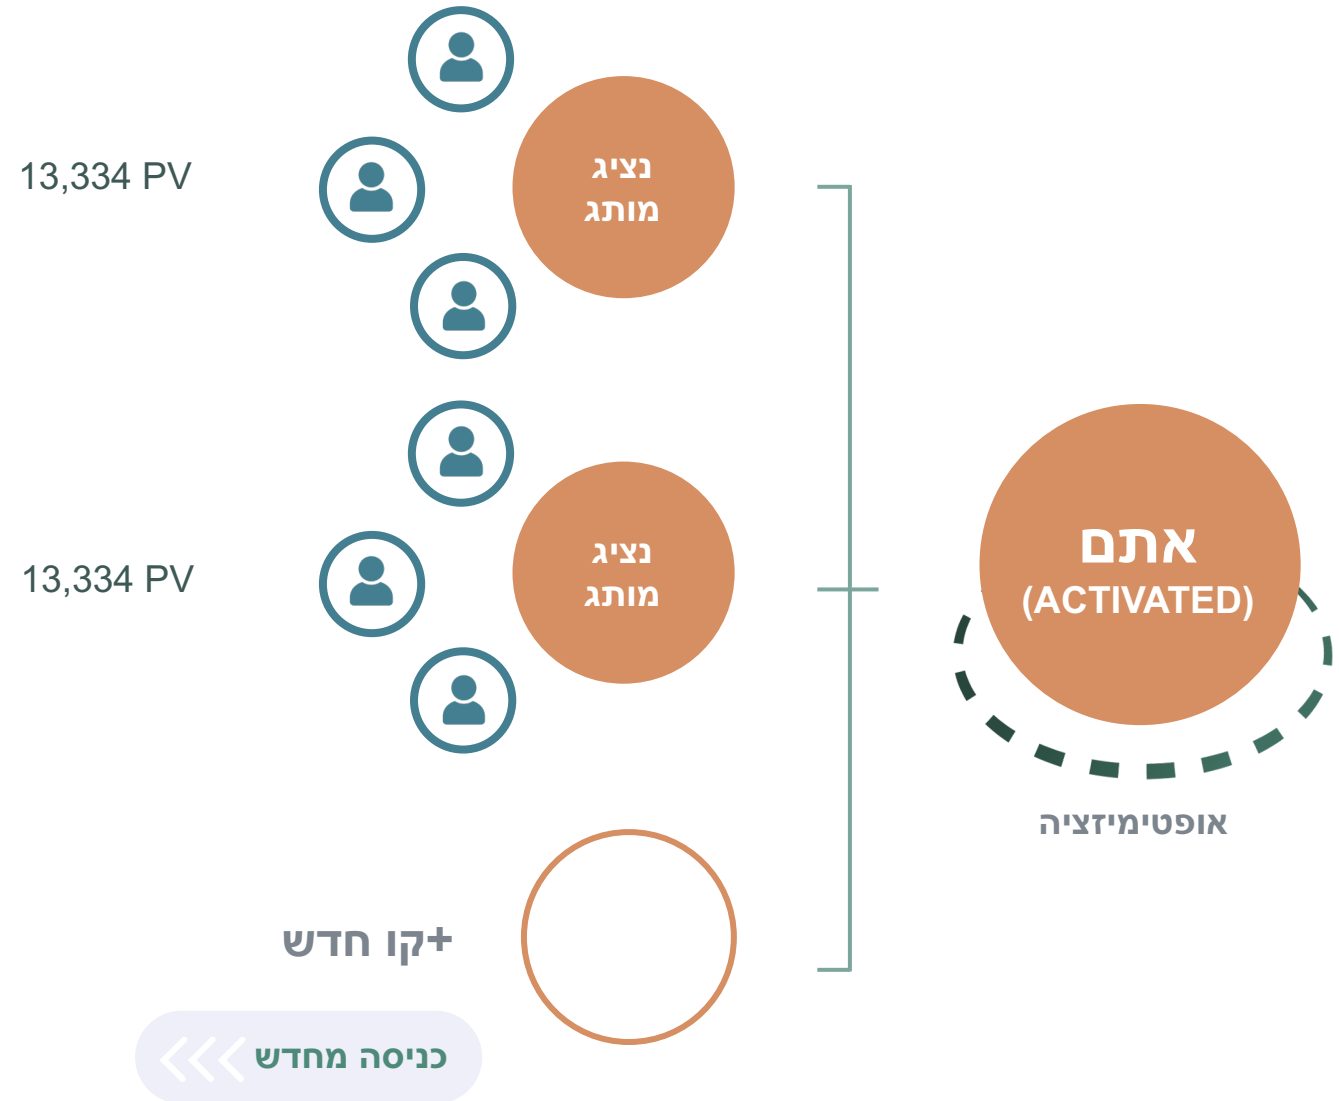 13,334 PV
נציג
מותג
13,334 PV
נציג
מותג
אתם
(ACTIVATED)
אופטימיזציה
+קו חדש
כניסה מחדש